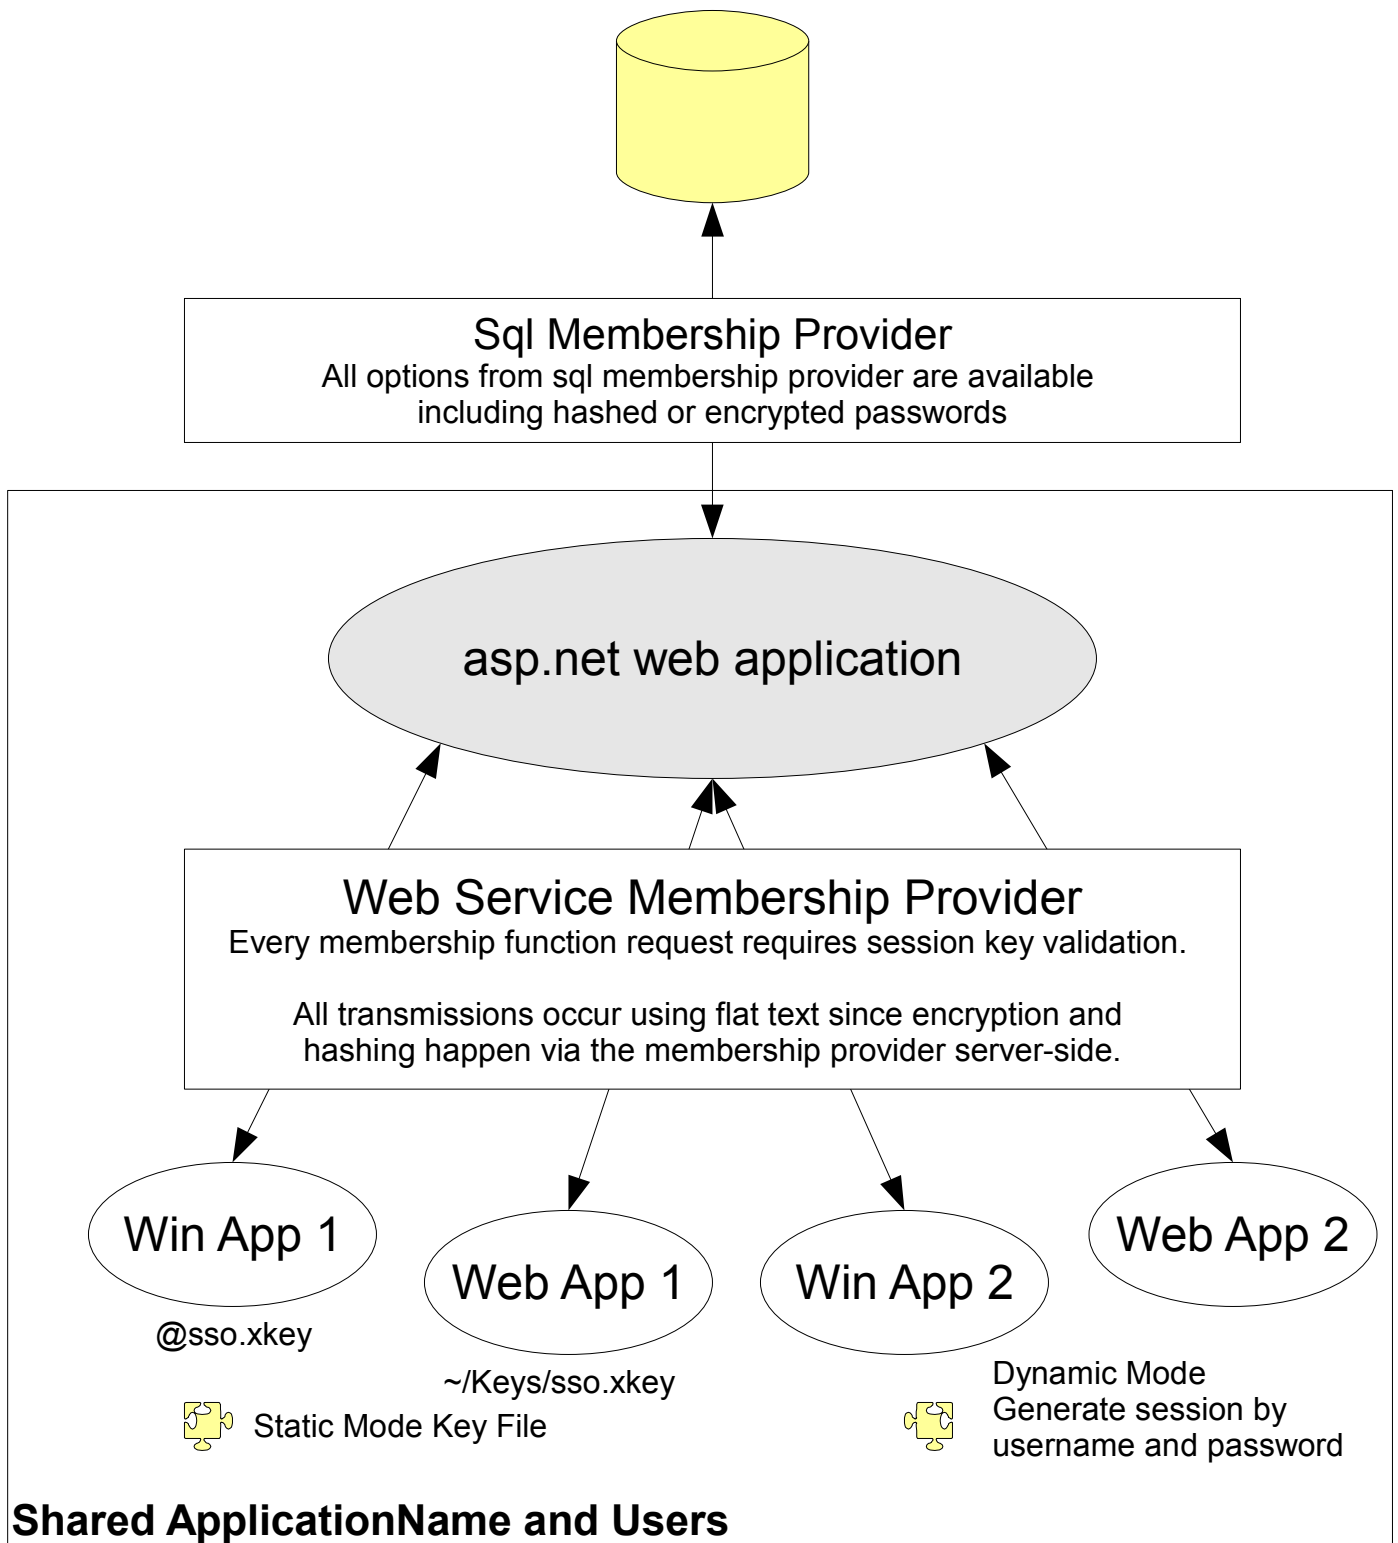 Sql Membership Provider
All options from sql membership provider are available
including hashed or encrypted passwords
asp.net web application
Web Service Membership Provider
Every membership function request requires session key validation.
All transmissions occur using flat text since encryption and
hashing happen via the membership provider server-side.
Win App 1
Web App 1
Win App 2
Web App 2
@sso.xkey
~/Keys/sso.xkey
Static Mode Key File
Dynamic Mode
Generate session by
username and password
Shared ApplicationName and Users